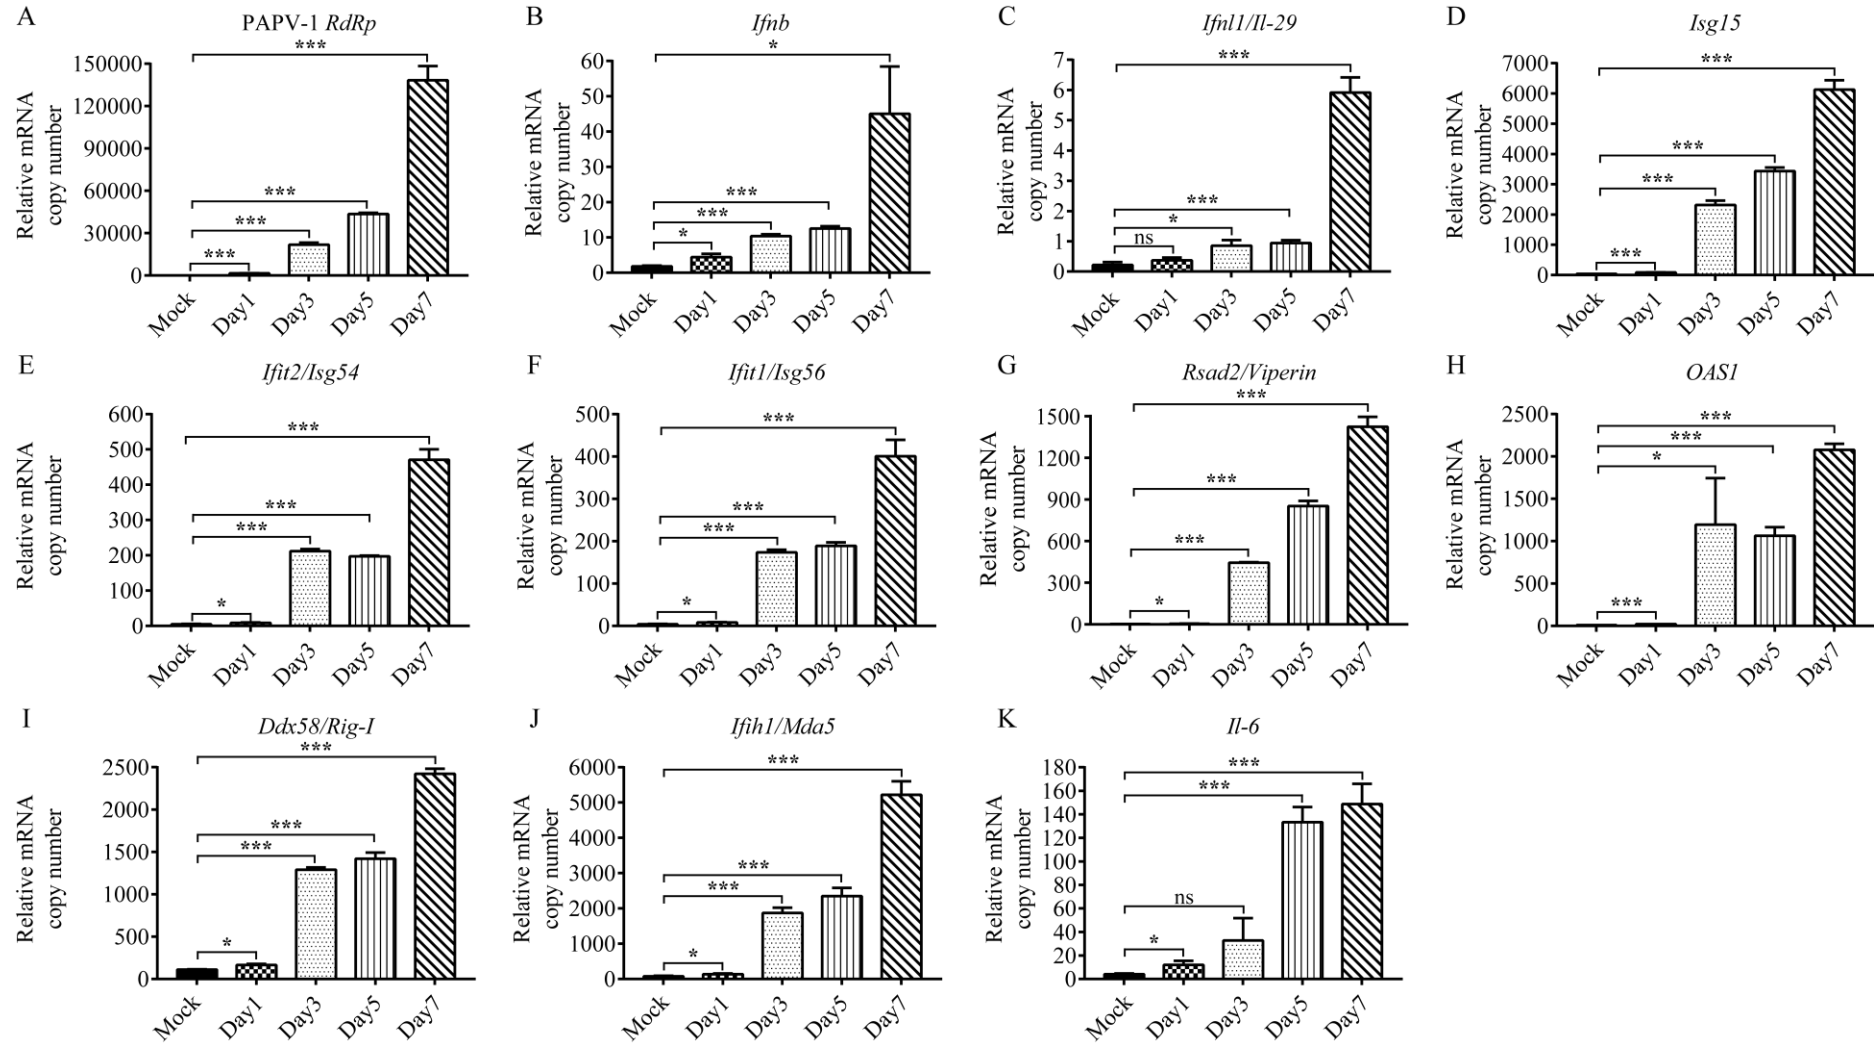 A
PAPV-1 RdRp
***
***
***
***
Relative mRNA
copy number
150000
120000
90000
60000
30000
0
Mock
Day1
Day3
Day5
Day7
B
Ifnb
*
***
***
*
Relative mRNA
copy number
60
50
40
30
20
10
0
Mock
Day1
Day3
Day5
Day7
C
Ifnl1/Il-29
***
***
*
ns
Relative mRNA
copy number
7
6
5
4
3
2
1
0
Mock
Day1
Day3
Day5
Day7
D
Isg15
***
***
***
***
Relative mRNA
copy number
7000
6000
5000
4000
3000
2000
1000
0
Mock
Day1
Day3
Day5
Day7
E
Ifit2/Isg54
***
***
***
*
Relative mRNA
copy number
600
500
400
300
200
100
0
Mock
Day1
Day3
Day5
Day7
F
Ifit1/Isg56
***
***
***
*
Relative mRNA
copy number
500
400
300
200
100
0
Mock
Day1
Day3
Day5
Day7
G
Rsad2/Viperin
***
***
***
*
Relative mRNA
copy number
1500
1200
900
600
300
0
Mock
Day1
Day3
Day5
Day7
H
OAS1
***
***
*
***
Relative mRNA
copy number
2500
2000
1500
1000
500
0
Mock
Day1
Day3
Day5
Day7
I
Ddx58/Rig-I
***
***
***
*
Relative mRNA
copy number
2500
2000
1500
1000
500
0
Mock
Day1
Day3
Day5
Day7
J
Ifih1/Mda5
***
***
***
*
Relative mRNA
copy number
6000
5000
4000
3000
2000
1000
0
Mock
Day1
Day3
Day5
Day7
K
Il-6
***
***
ns
*
Relative mRNA
copy number
180
160
140
120
100
80
60
40
20
0
Mock
Day1
Day3
Day5
Day7